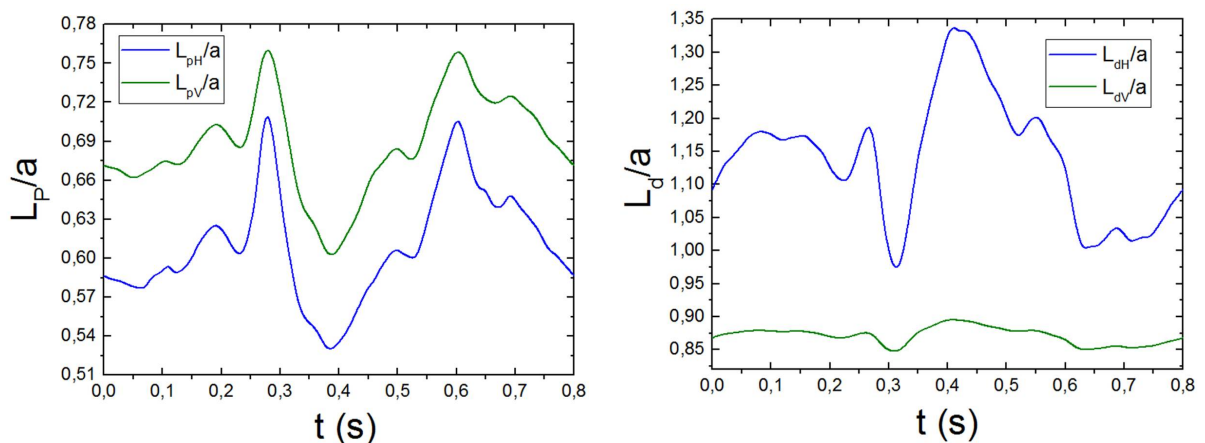 0,78
0,75
0,72
0,69
0,66
0,63
0,60
0,57
0,54
0,51
L_P/a
L_pH/a
L_pV/a
0,0 0,1 0,2 0,3 0,4 0,5 0,6 0,7 0,8
t (s)
1,35
1,30
1,25
1,20
1,15
1,10
1,05
1,00
0,95
0,90
0,85
L_d/a
L_dH/a
L_dV/a
0,0 0,1 0,2 0,3 0,4 0,5 0,6 0,7 0,8
t (s)